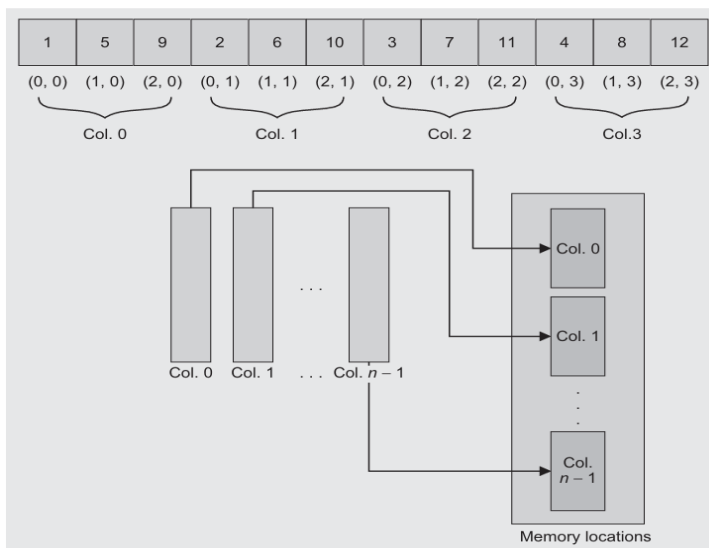 1 5 9 2 6 10 3 7 11 4 8 12
(0, 0) (1, 0) (2, 0) (0, 1) (1, 1) (2, 1) (0, 2) (1, 2) (2, 2) (0, 3) (1, 3) (2, 3)
Col. 0 Col. 1 Col. 2 Col.3
. . .
Col. 0 Col. 1 . . . Col. n – 1
Col. 0
Col. 1
.
.
.
Col.
n – 1
Memory locations